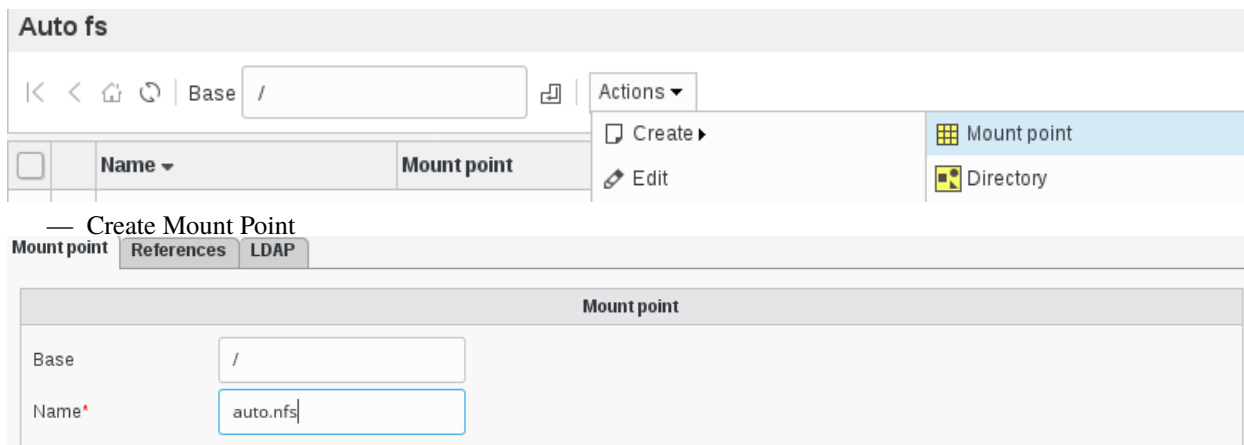 Auto fs
Base / Actions
Create Mount point
Name Mount point
Edit Directory
— Create Mount Point
Mount point References LDAP
Mount point
Base /
Name* auto.nfs